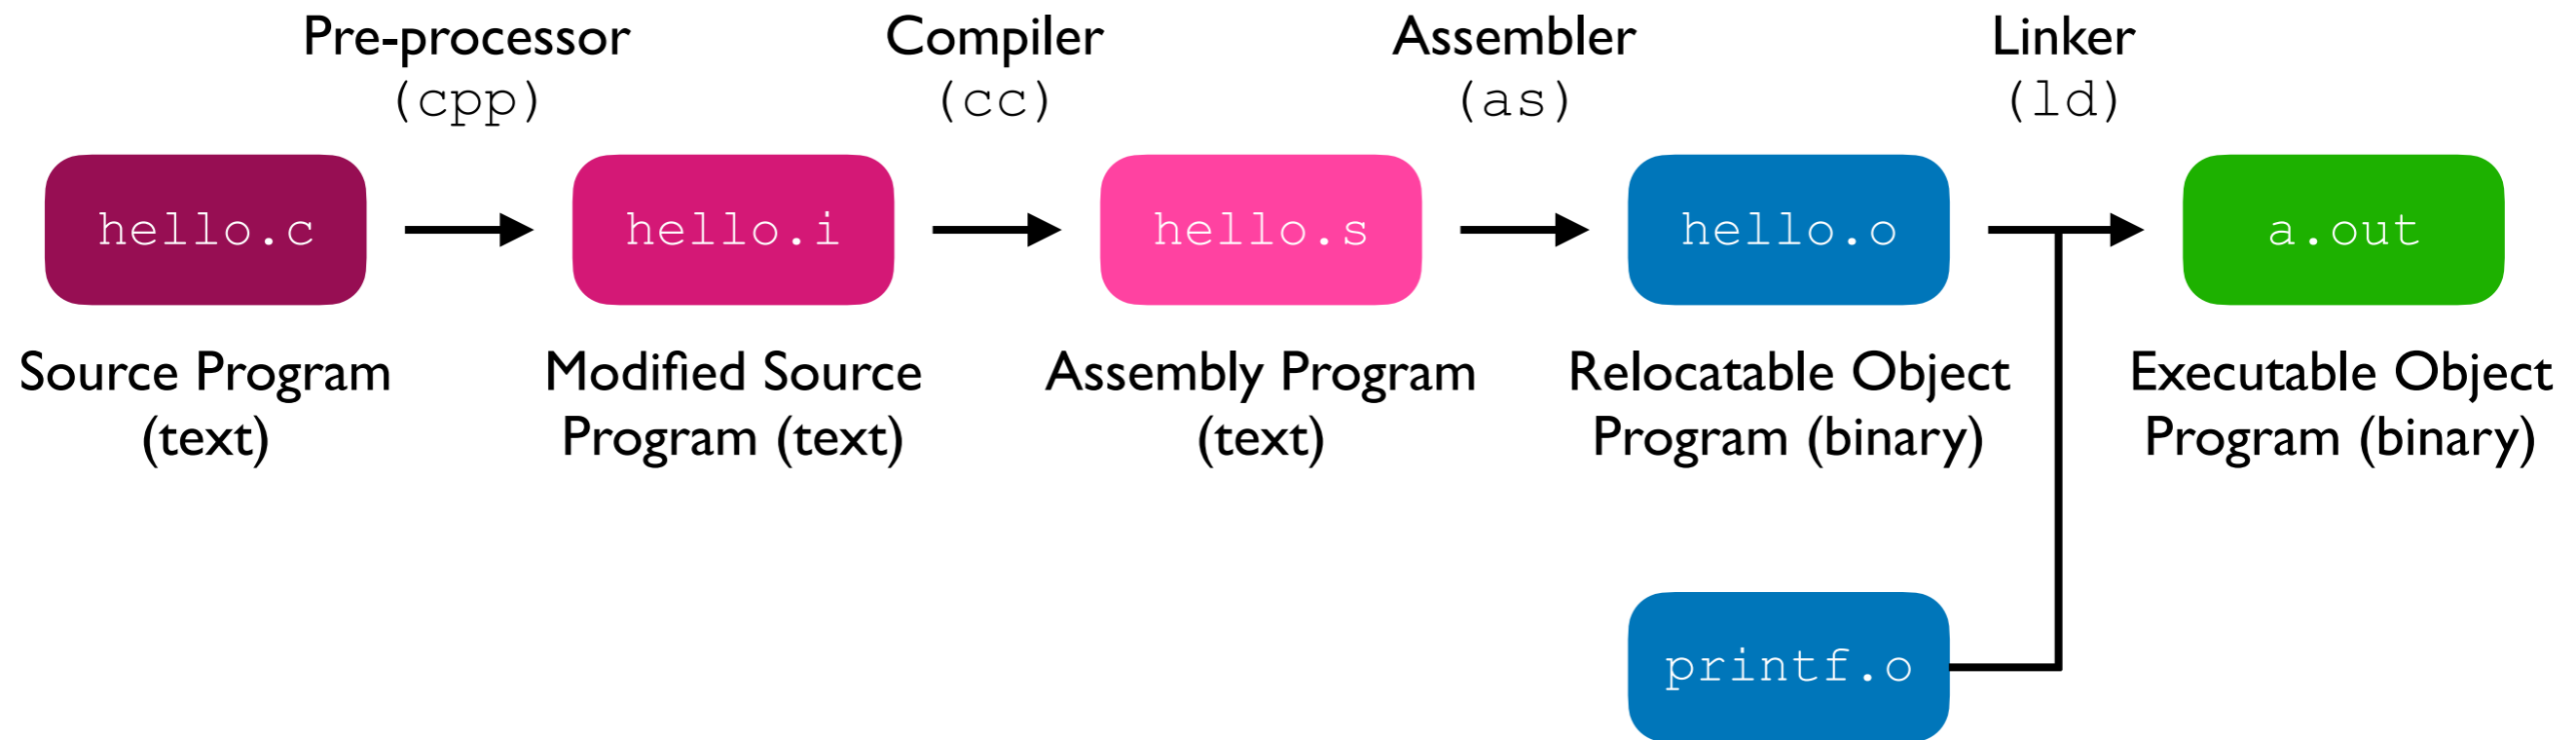 Pre-processor
(cpp)
Compiler
(cc)
Assembler
(as)
Linker
(ld)
hello.c
hello.i
hello.s
hello.o
a.out
Source Program
(text)
Modified Source
Program (text)
Assembly Program
(text)
Relocatable Object
Program (binary)
Executable Object
Program (binary)
printf.o